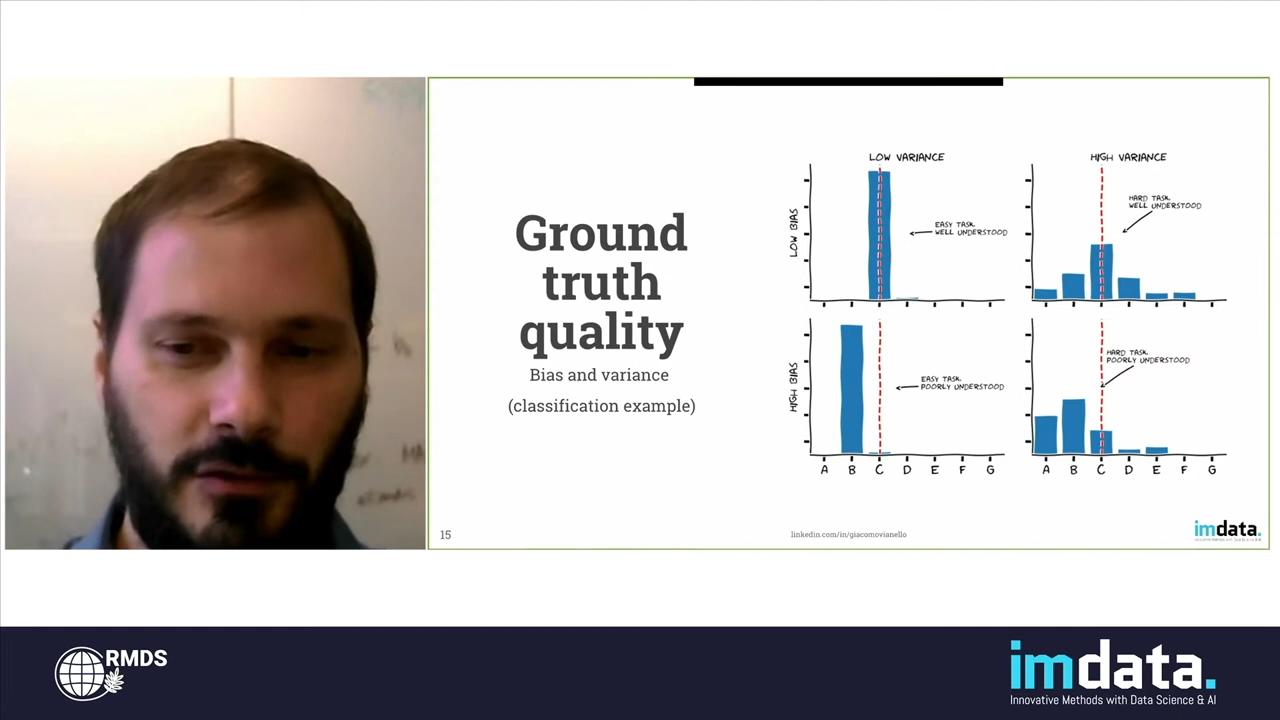 Ground
truth
quality
Bias and variance
(classification example)
LOW VARIANCE
HIGH VARIANCE
LOW BIAS
EASY TASK.
WELL UNDERSTOOD
HARD TASK.
WELL UNDERSTOOD
HIGH BIAS
EASY TASK.
POORLY UNDERSTOOD
HARD TASK.
POORLY UNDERSTOOD
A B C D E F G
A B C D E F G
15
linkedin.com/in/giacomovianello
imdata.
RMDS
imdata.
Innovative Methods with Data Science & AI